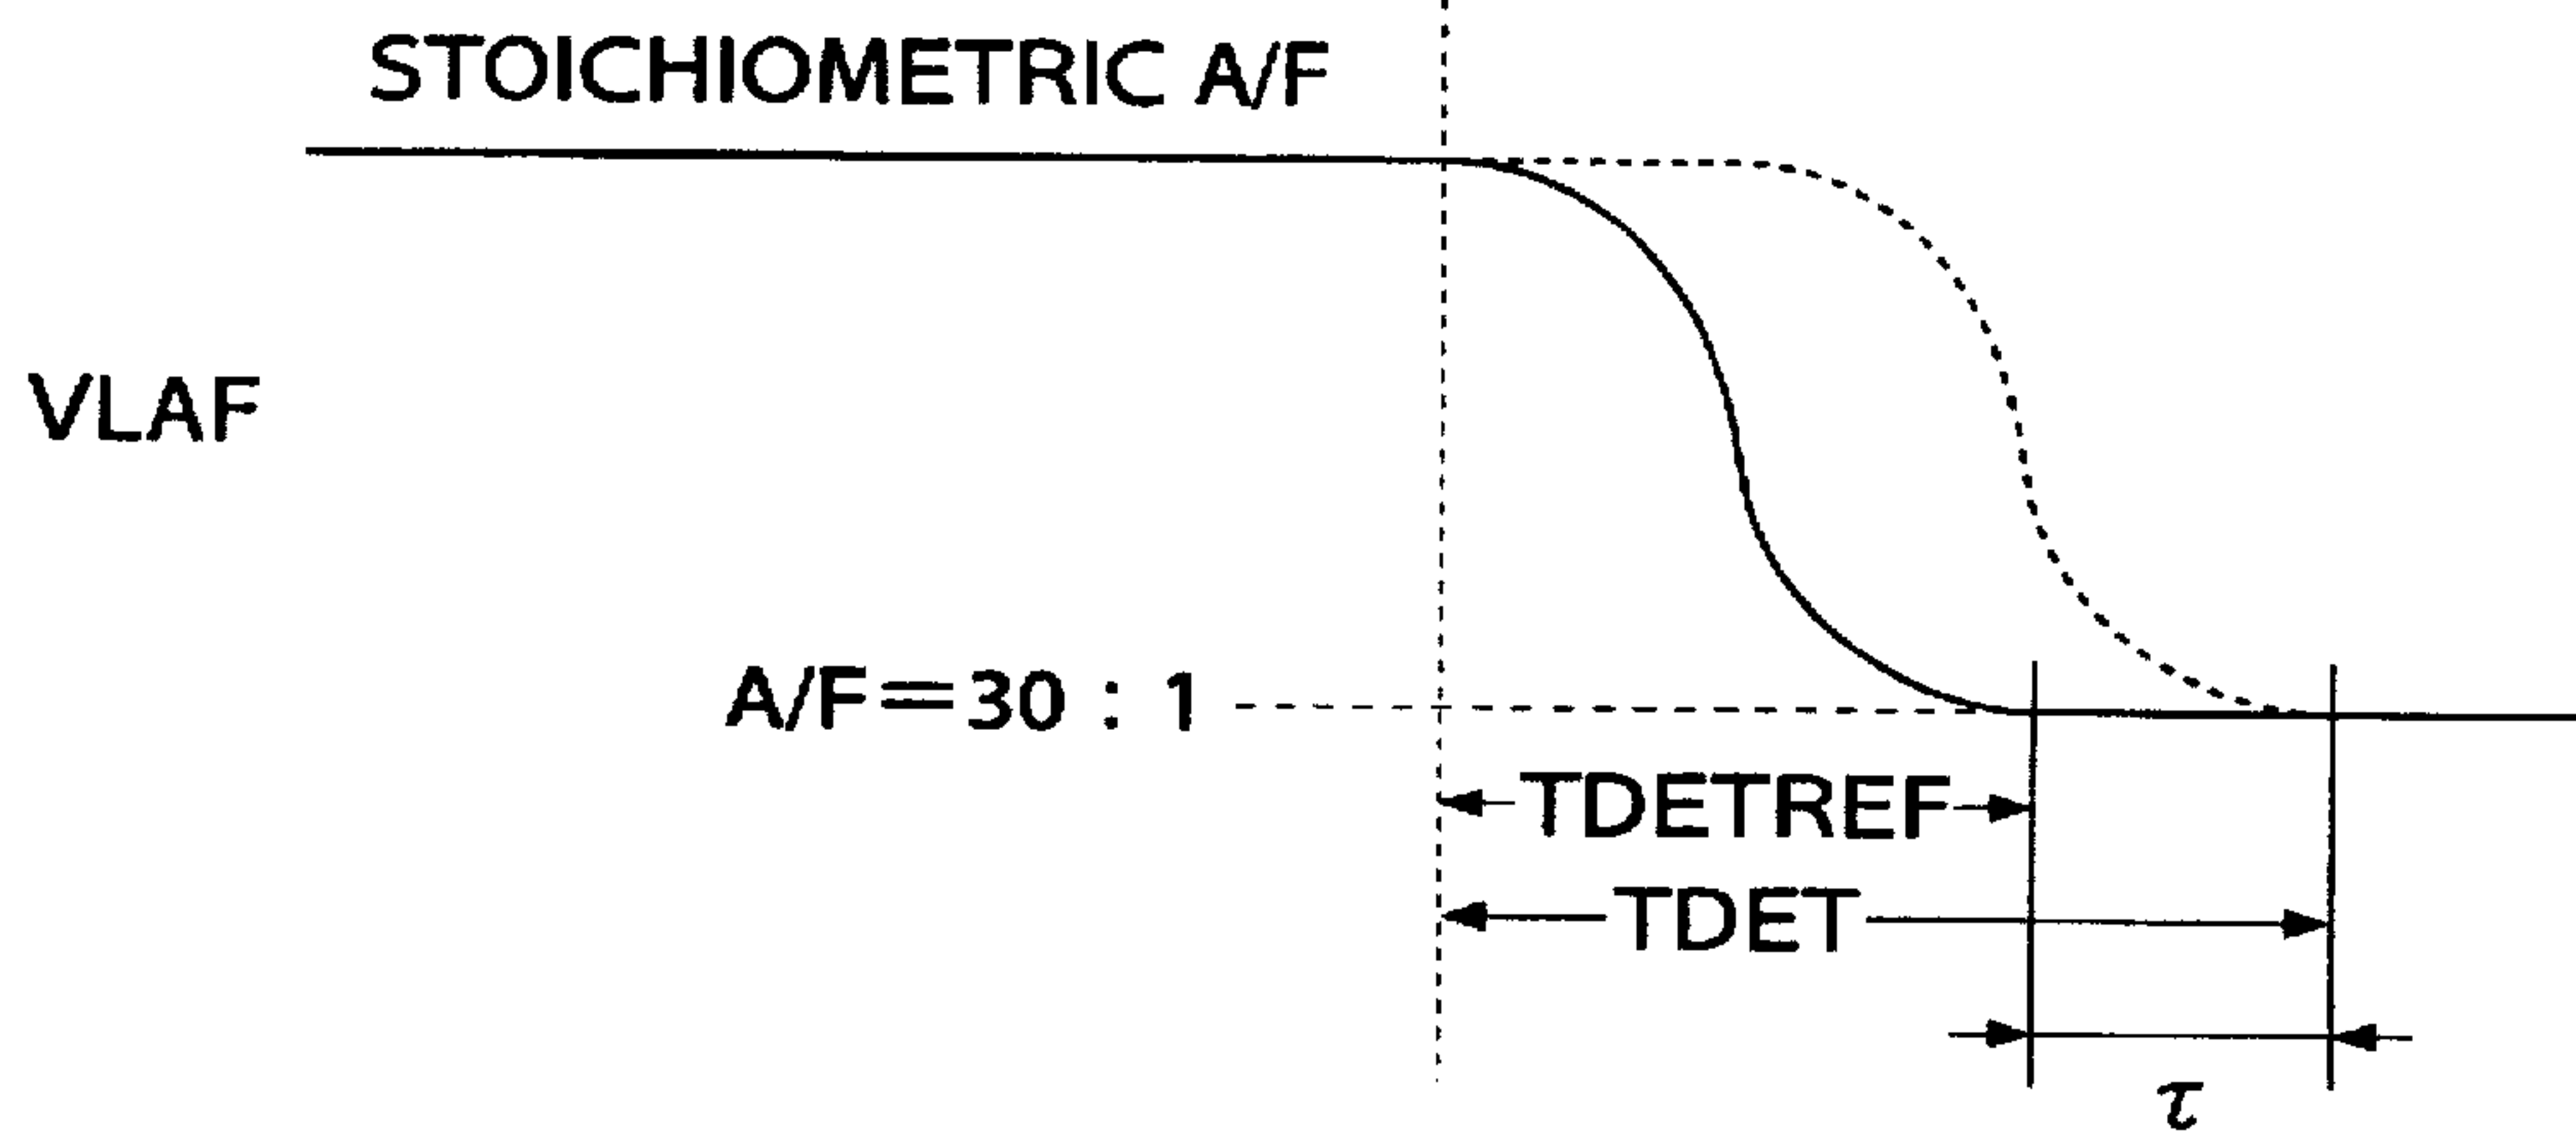 STOICHIOMETRIC A/F
VLAF
A/F=30 : 1
TDETREF
TDET
τ